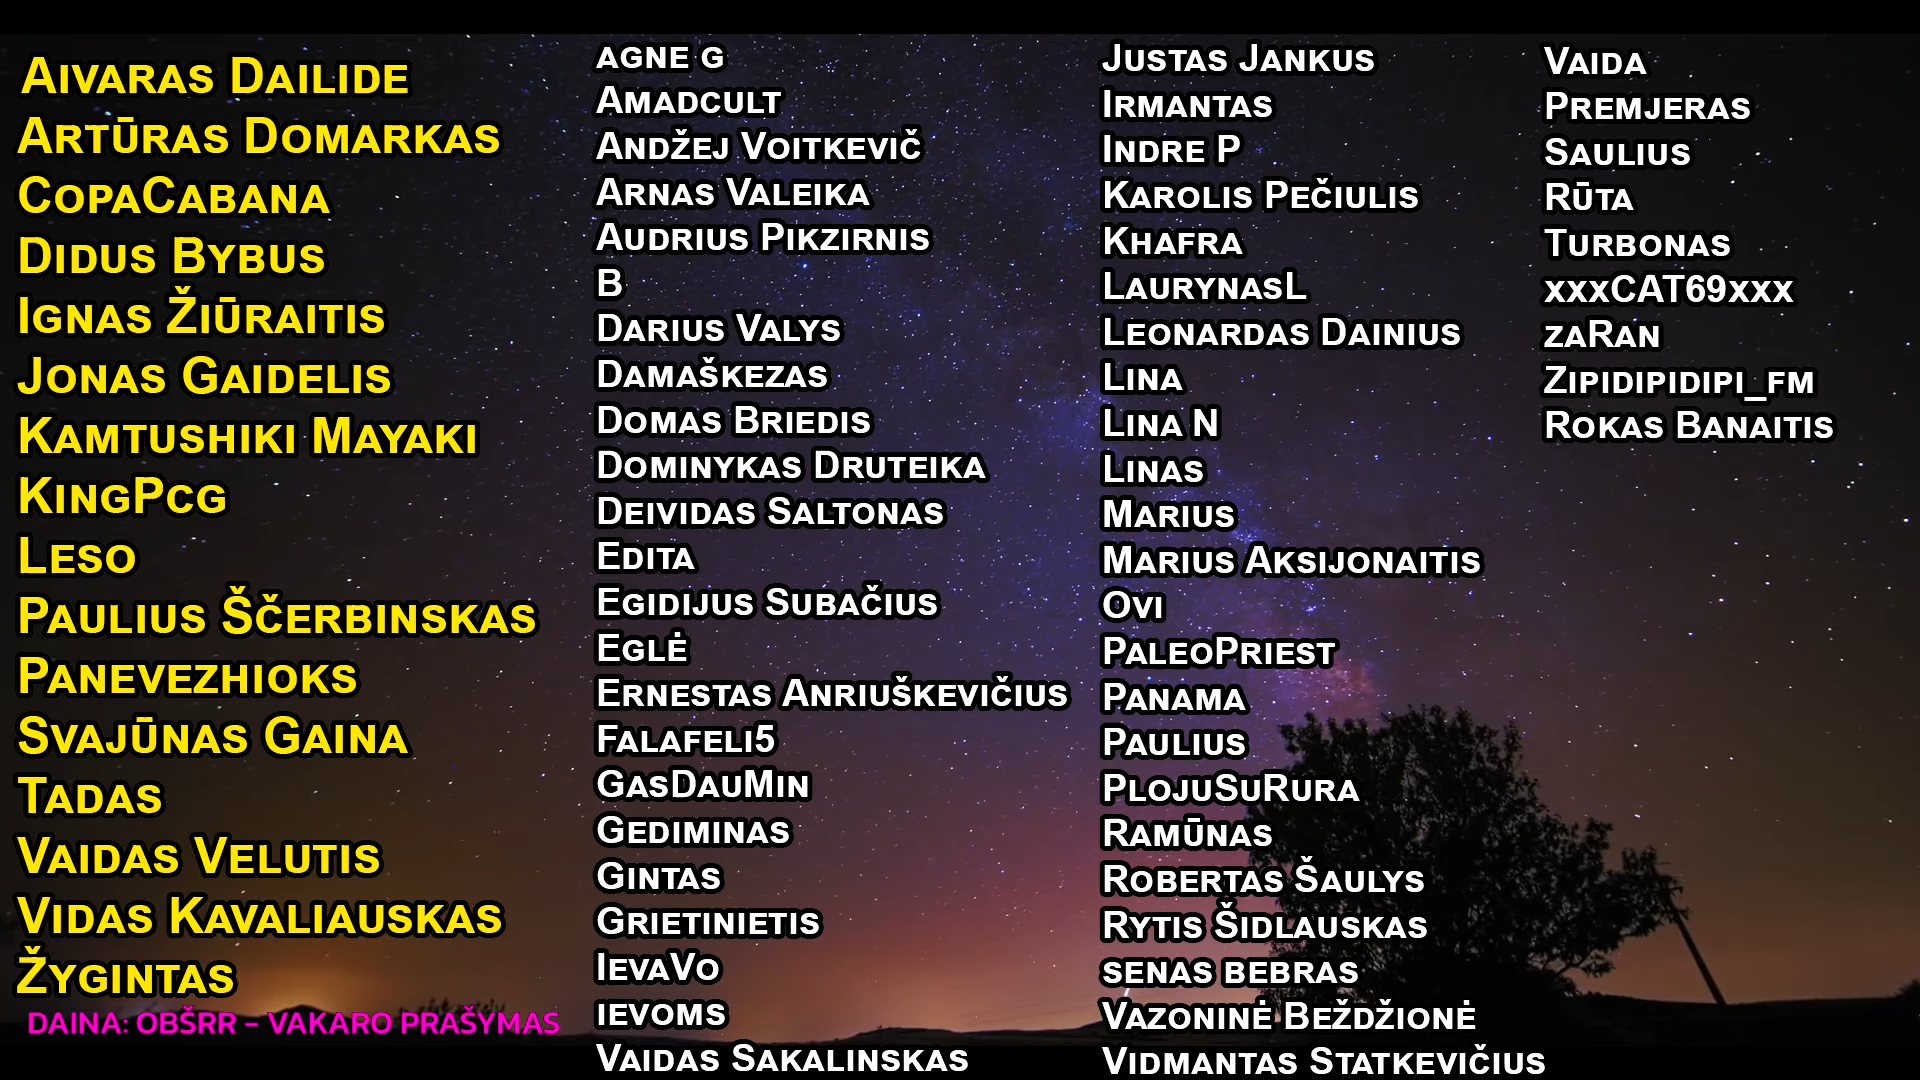 Aivaras Dailide
Artūras Domarkas
CopaCabana
Didus Bybus
Ignas Žiūraitis
Jonas Gaidelis
Kamtushiki Mayaki
KingPcg
Leso
Paulius Ščerbinskas
Panevezhioks
Svajūnas Gaina
Tadas
Vaidas Velutis
Vidas Kavaliauskas
Žygintas
DAINA: OBŠRR - VAKARO PRAŠYMAS
agne g
Amadcult
Andžej Voitkevič
Arnas Valeika
Audrius Pikzirnis
B
Darius Valys
Damaškezas
Domas Briedis
Dominykas Druteika
Deividas Saltonas
Edita
Egidijus Subačius
Eglė
Ernestas Anriuškevičius
Falafeli5
GasDauMin
Gediminas
Gintas
Grietinietis
IevaVo
ievoms
Vaidas Sakalinskas
Justas Jankus
Irmantas
Indre P
Karolis Pečiulis
Khafra
LaurynasL
Leonardas Dainius
Lina
Lina N
Linas
Marius
Marius Aksijonaitis
Ovi
PaleoPriest
Panama
Paulius
PlojuSuRura
Ramūnas
Robertas Šaulys
Rytis Šidlauskas
senas bebras
Vazoninė Beždžionė
Vidmantas Statkevičius
Vaida
Premjeras
Saulius
Rūta
Turbonas
xxxCAT69xxx
zaRan
Zipidipidipi_fm
Rokas Banaitis